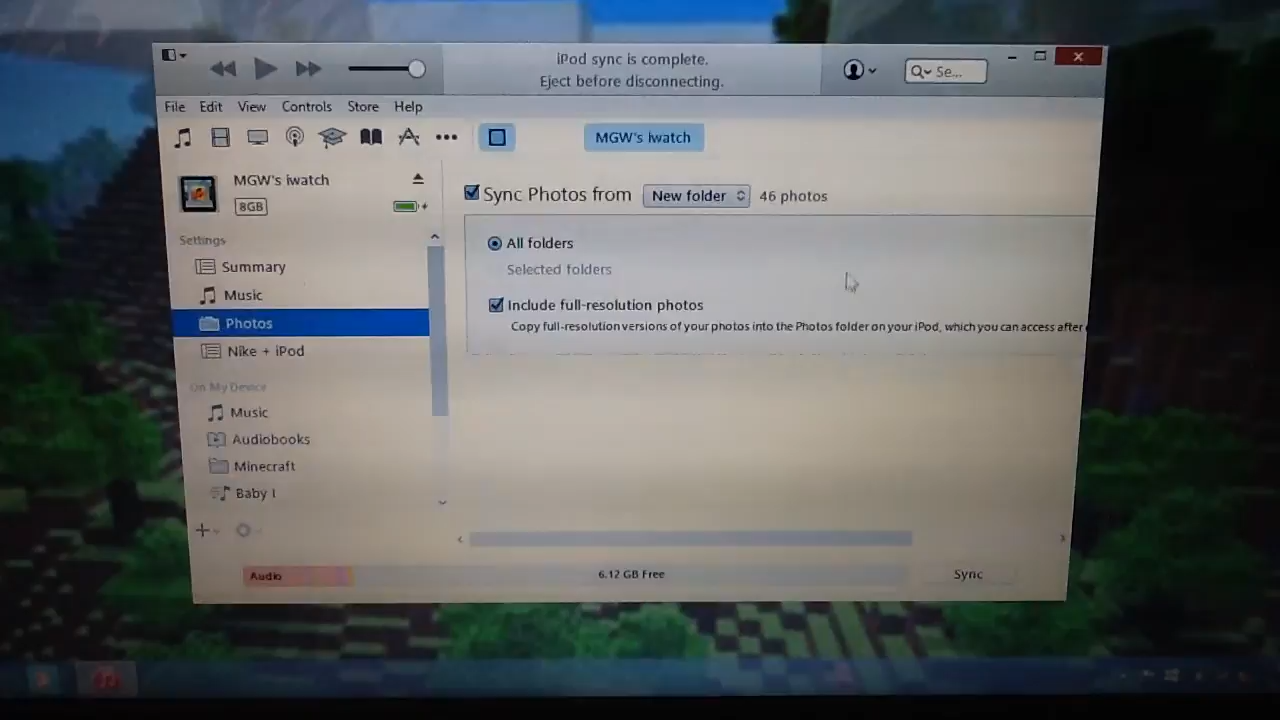 iPod sync is complete.
Eject before disconnecting.
Se...
File Edit View Controls Store Help
MGW's iwatch
MGW's iwatch
8GB
Sync Photos from New folder 46 photos
Settings
All folders
Summary
Selected folders
Music
Include full-resolution photos
Photos
Copy full-resolution versions of your photos into the Photos folder on your iPod, which you can access after
Nike + iPod
On My Device
Music
Audiobooks
Minecraft
Baby I
Audio
6.12 GB Free
Sync